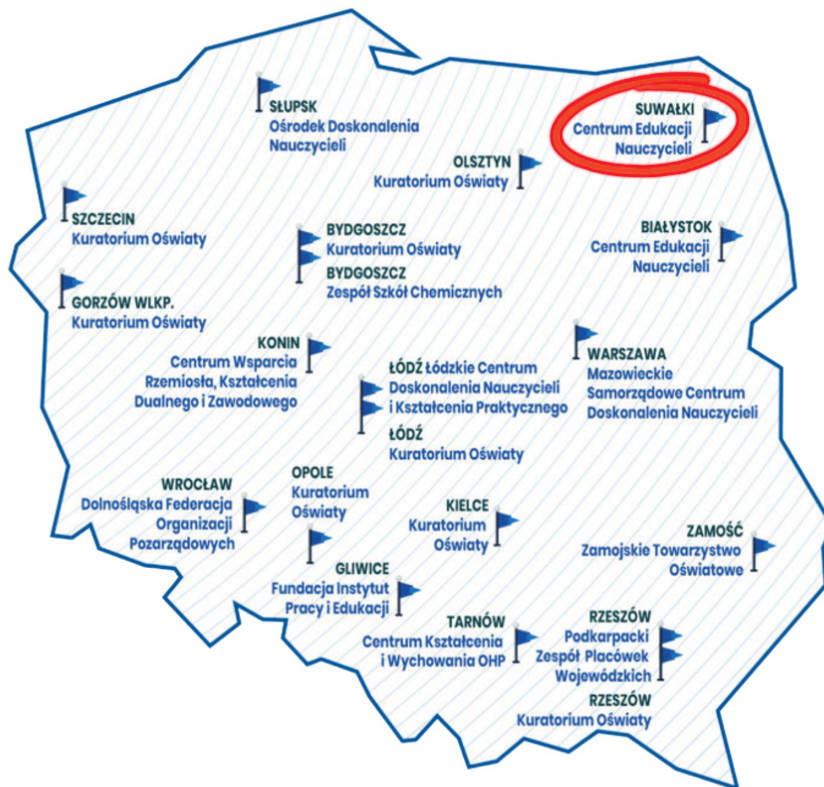 SŁUPSK
Ośrodek Doskonalenia
Nauczycieli
SUWAŁKI
Centrum Edukacji
Nauczycieli
OLSZTYN
Kuratorium Oświaty
SZCZECIN
Kuratorium Oświaty
BYDGOSZCZ
Kuratorium Oświaty
BYDGOSZCZ
Zespół Szkół Chemicznych
BIAŁYSTOK
Centrum Edukacji
Nauczycieli
GORZÓW WLKP.
Kuratorium Oświaty
KONIN
Centrum Wsparcia
Rzemiosła, Kształcenia
Dualnego i Zawodowego
ŁÓDŹ Łódzkie Centrum
Doskonalenia Nauczycieli
i Kształcenia Praktycznego
ŁÓDŹ
Kuratorium Oświaty
WARSZAWA
Mazowieckie
Samorządowe Centrum
Doskonalenia Nauczycieli
WROCŁAW
Dolnośląska Federacja
Organizacji
Pozarządowych
OPOLE
Kuratorium
Oświaty
KIELCE
Kuratorium
Oświaty
ZAMOŚĆ
Zamojskie Towarzystwo
Oświatowe
GLIWICE
Fundacja Instytut
Pracy i Edukacji
TARNÓW
Centrum Kształcenia
i Wychowania OHP
RZESZÓW
Podkarpacki
Zespół Placówek
Wojewódzkich
RZESZÓW
Kuratorium Oświaty